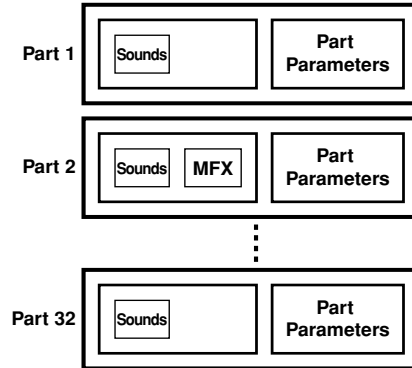 Part 1
Sounds
Part
Parameters
Part 2
Sounds
MFX
Part
Parameters
Part 32
Sounds
Part
Parameters